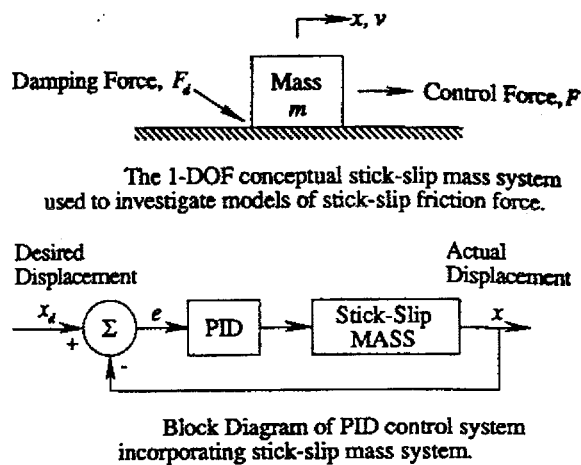 x, v
Damping Force, F_d
Mass
m
Control Force, F
The 1-DOF conceptual stick-slip mass system
used to investigate models of stick-slip friction force.
Desired
Displacement
Actual
Displacement
x_d
+
-
Σ
e
PID
Stick-Slip
MASS
x
Block Diagram of PID control system
incorporating stick-slip mass system.